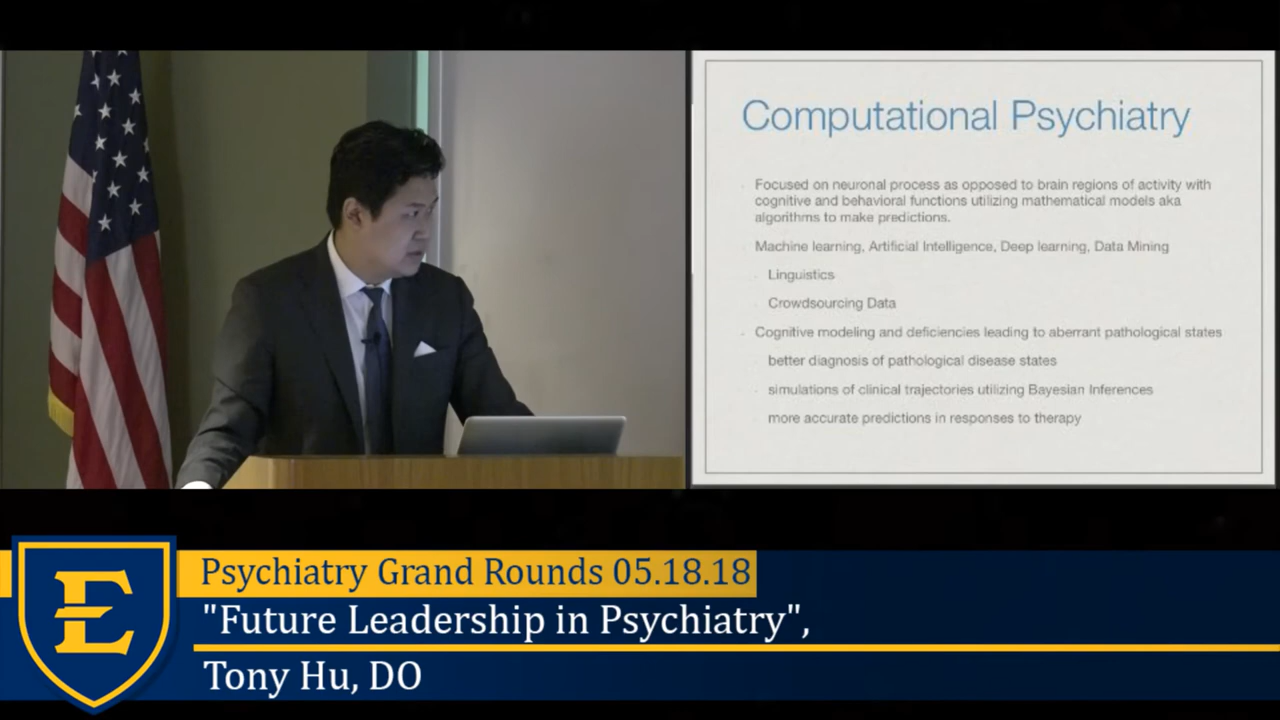 Computational Psychiatry
Focused on neuronal process as opposed to brain regions of activity with
cognitive and behavioral functions utilizing mathematical models aka
algorithms to make predictions.
Machine learning, Artificial Intelligence, Deep learning, Data Mining
Linguistics
Crowdsourcing Data
Cognitive modeling and deficiencies leading to aberrant pathological states
better diagnosis of pathological disease states
simulations of clinical trajectories utilizing Bayesian Inferences
more accurate predictions in responses to therapy
E
Psychiatry Grand Rounds 05.18.18
"Future Leadership in Psychiatry",
Tony Hu, DO